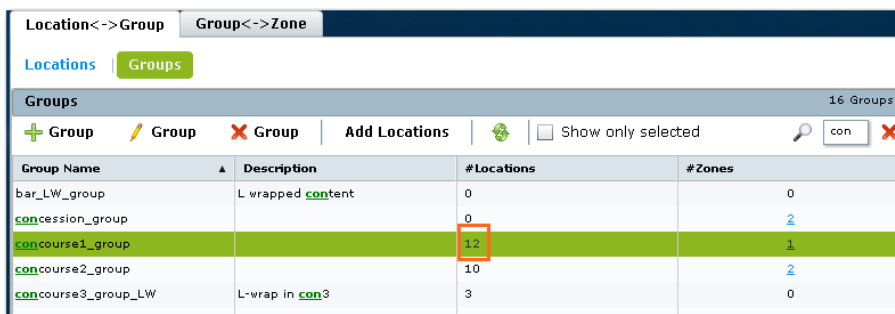 Location<->Group Group<->Zone
Locations | Groups
Groups 16 Groups
Group Group Group Add Locations Show only selected con
Group Name Description #Locations #Zones
bar_LW_group L wrapped content 0 0
concession_group 0 2
concourse1_group 12 1
concourse2_group 10 2
concourse3_group_LW L-wrap in con3 3 0